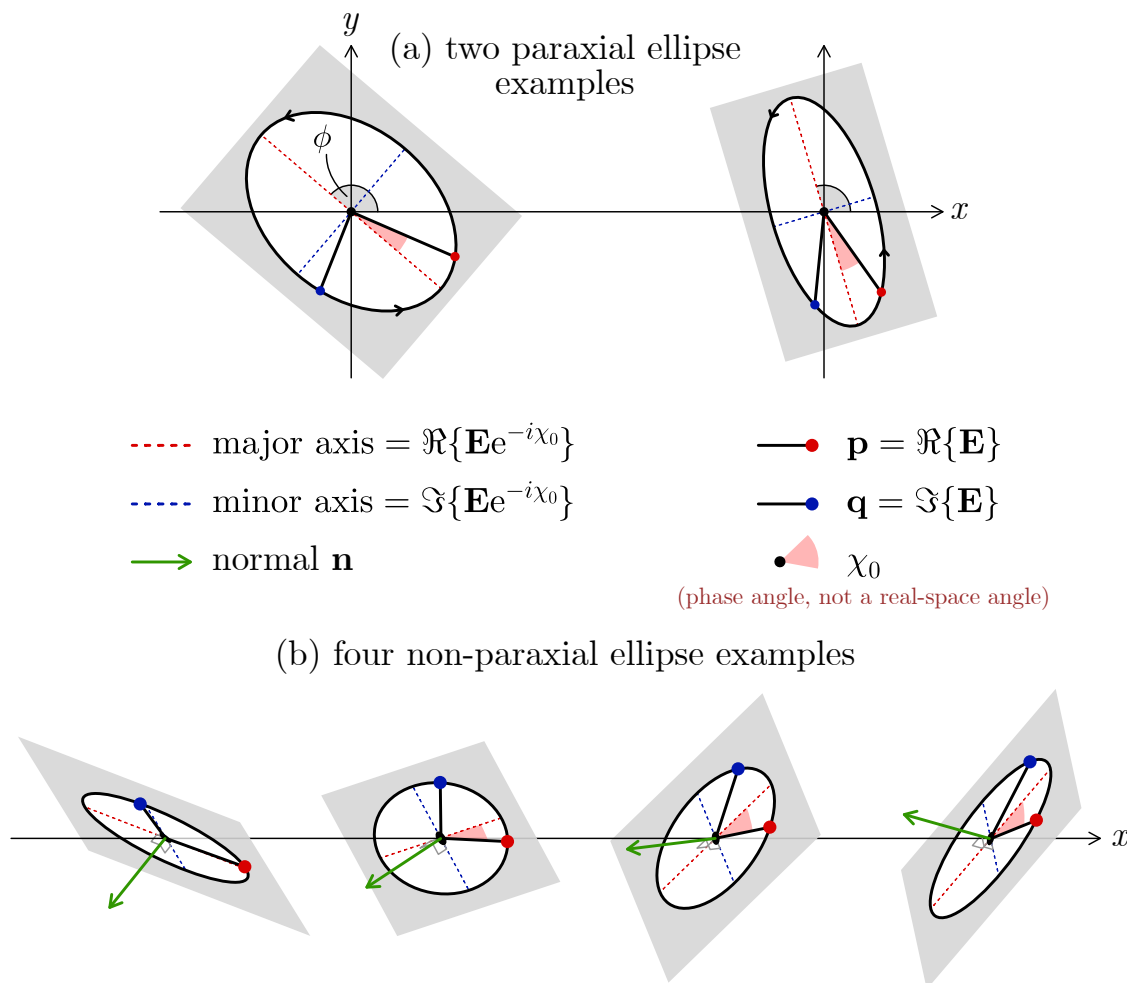 y
(a) two paraxial ellipse
examples
ϕ
x
major axis = ℜ{𝐄e^{−iχ₀}}
minor axis = ℑ{𝐄e^{−iχ₀}}
normal 𝐧
𝐩 = ℜ{𝐄}
𝐪 = ℑ{𝐄}
χ₀
(phase angle, not a real-space angle)
(b) four non-paraxial ellipse examples
x